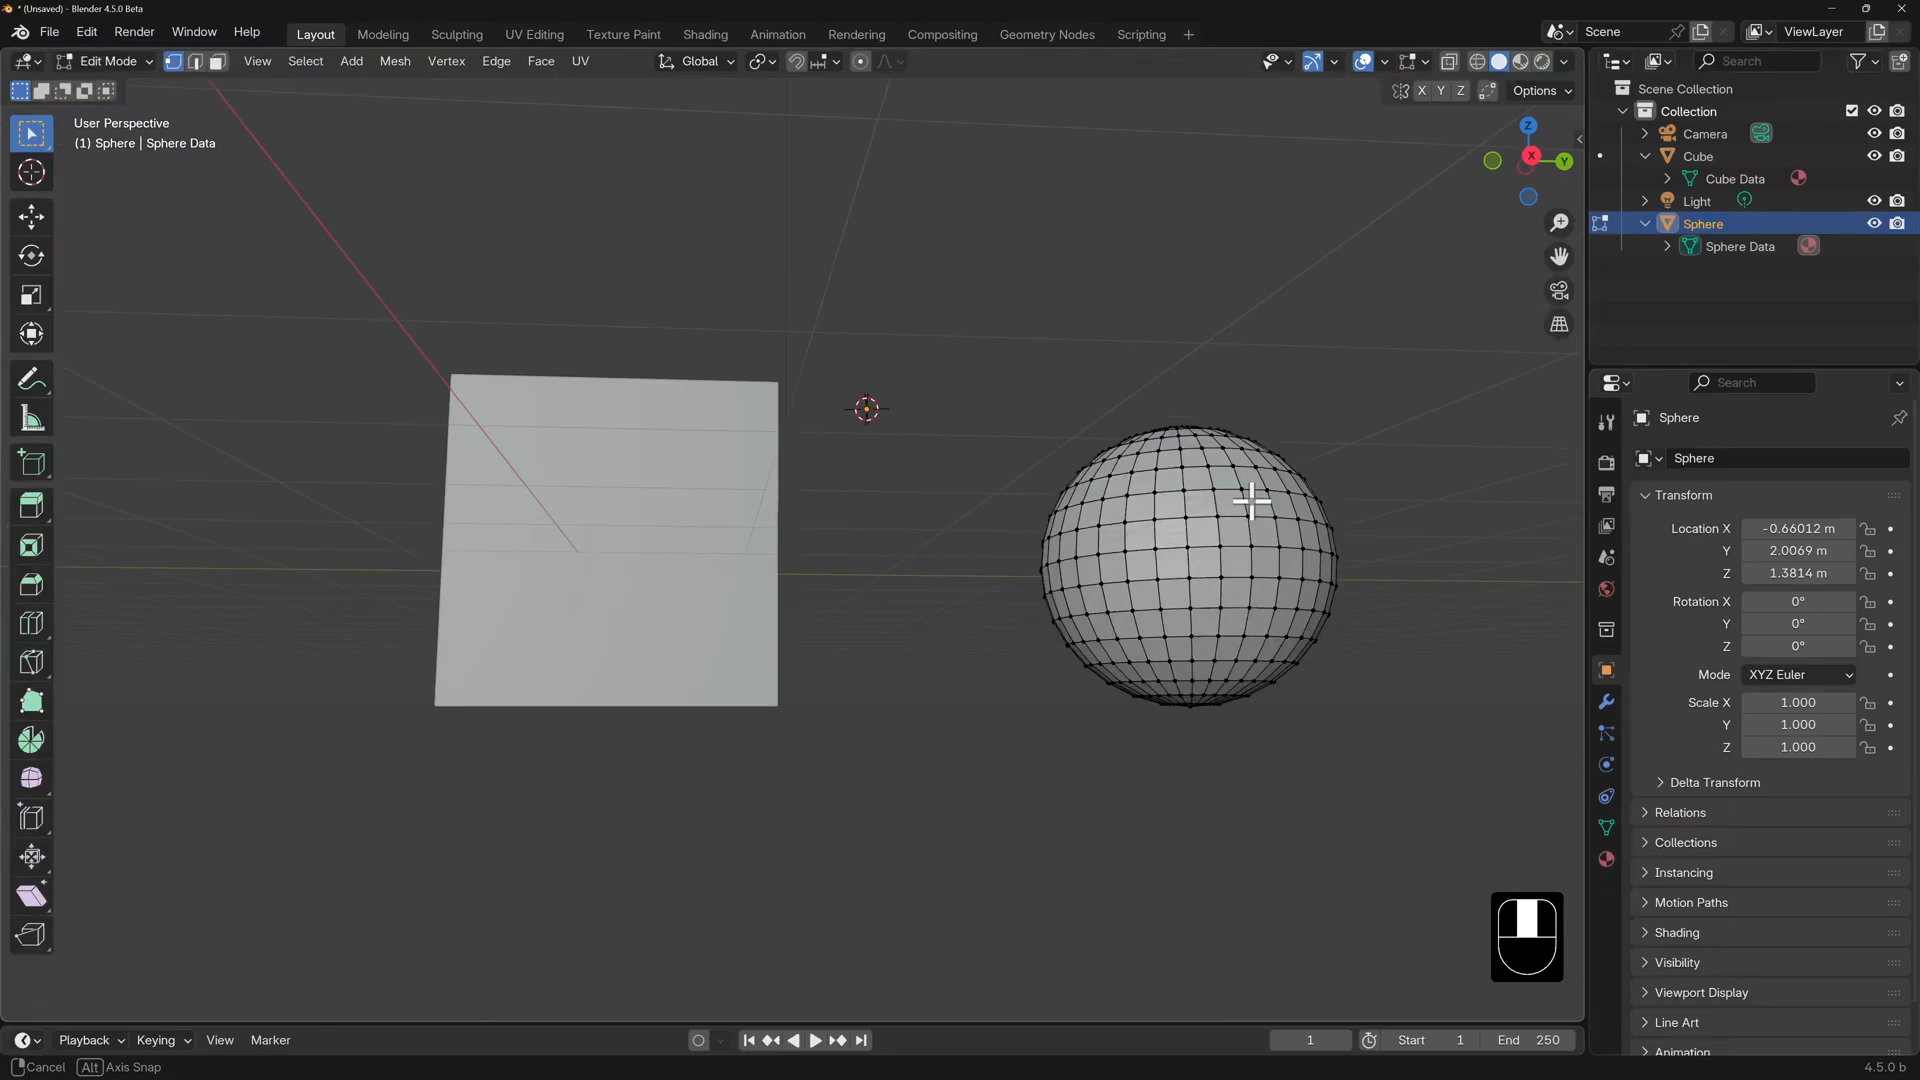 * (Unsaved) - Blender 4.5.0 Beta
File Edit Render Window Help Layout Modeling Sculpting UV Editing Texture Paint Shading Animation Rendering Compositing Geometry Nodes Scripting + Scene ViewLayer
Edit Mode View Select Add Mesh Vertex Edge Face UV Global Search
X Y Z Options
Scene Collection
Collection
User Perspective
(1) Sphere | Sphere Data
Z
X
Y
Camera
Cube
Cube Data
Light
Sphere
Sphere Data
Search
Sphere
Sphere
Transform
Location X -0.66012 m
Y 2.0069 m
Z 1.3814 m
Rotation X 0°
Y 0°
Z 0°
Mode XYZ Euler
Scale X 1.000
Y 1.000
Z 1.000
Delta Transform
Relations
Collections
Instancing
Motion Paths
Shading
Visibility
Viewport Display
Line Art
Animation
Playback Keying View Marker 1 Start 1 End 250
Cancel Alt Axis Snap 4.5.0 b